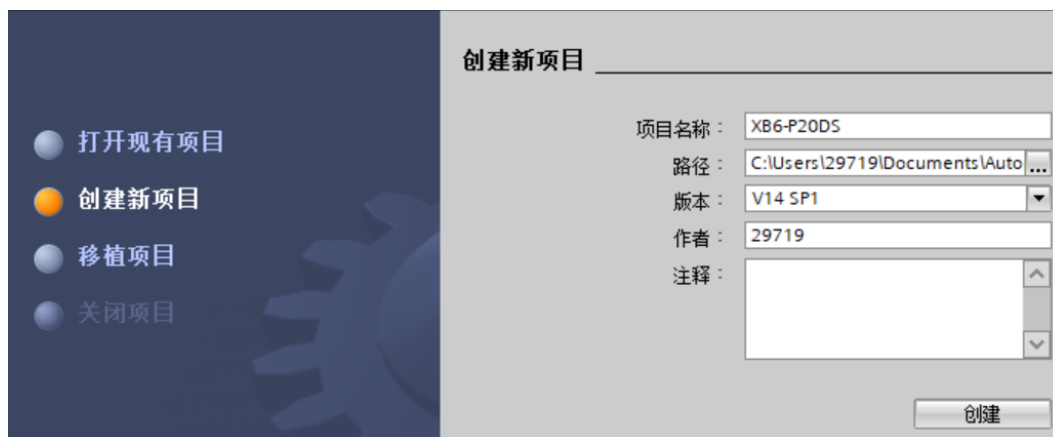 打开现有项目
创建新项目
移植项目
关闭项目
创建新项目
项目名称：
XB6-P20DS
路径：
C:\Users\29719\Documents\Auto
...
版本：
V14 SP1
作者：
29719
注释：
创建